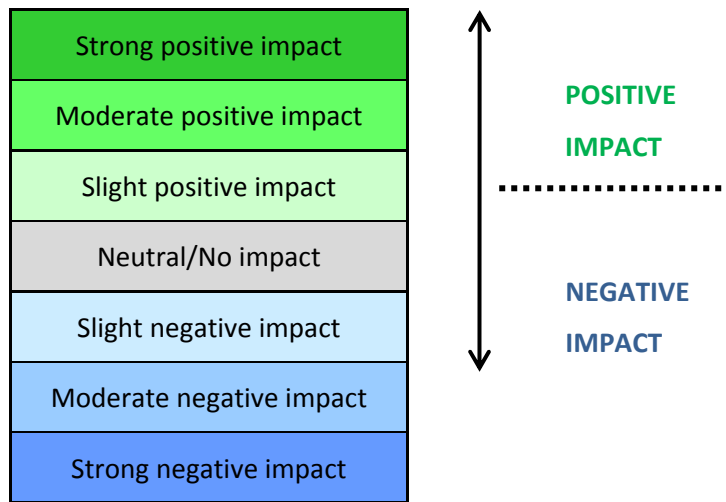 Strong positive impact
Moderate positive impact
Slight positive impact
Neutral/No impact
Slight negative impact
Moderate negative impact
Strong negative impact
POSITIVE
IMPACT
NEGATIVE
IMPACT